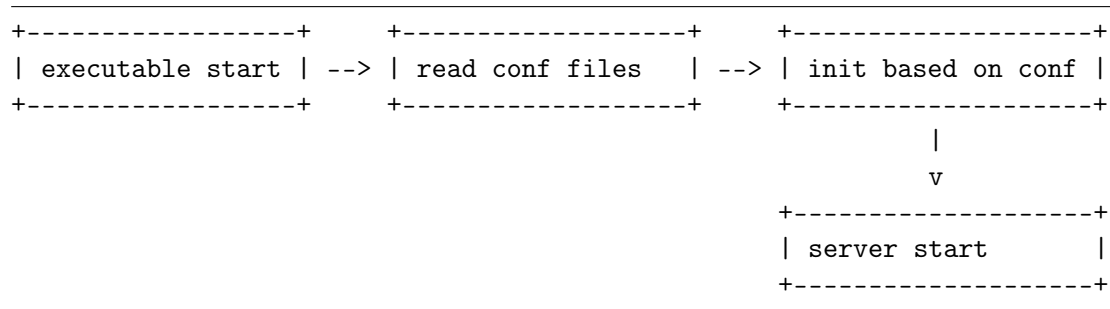 +------------------+     +-------------------+     +--------------------+
| executable start | --> | read conf files   | --> | init based on conf |
+------------------+     +-------------------+     +--------------------+
                                                             |
                                                             v
                                                   +--------------------+
                                                   | server start       |
                                                   +--------------------+